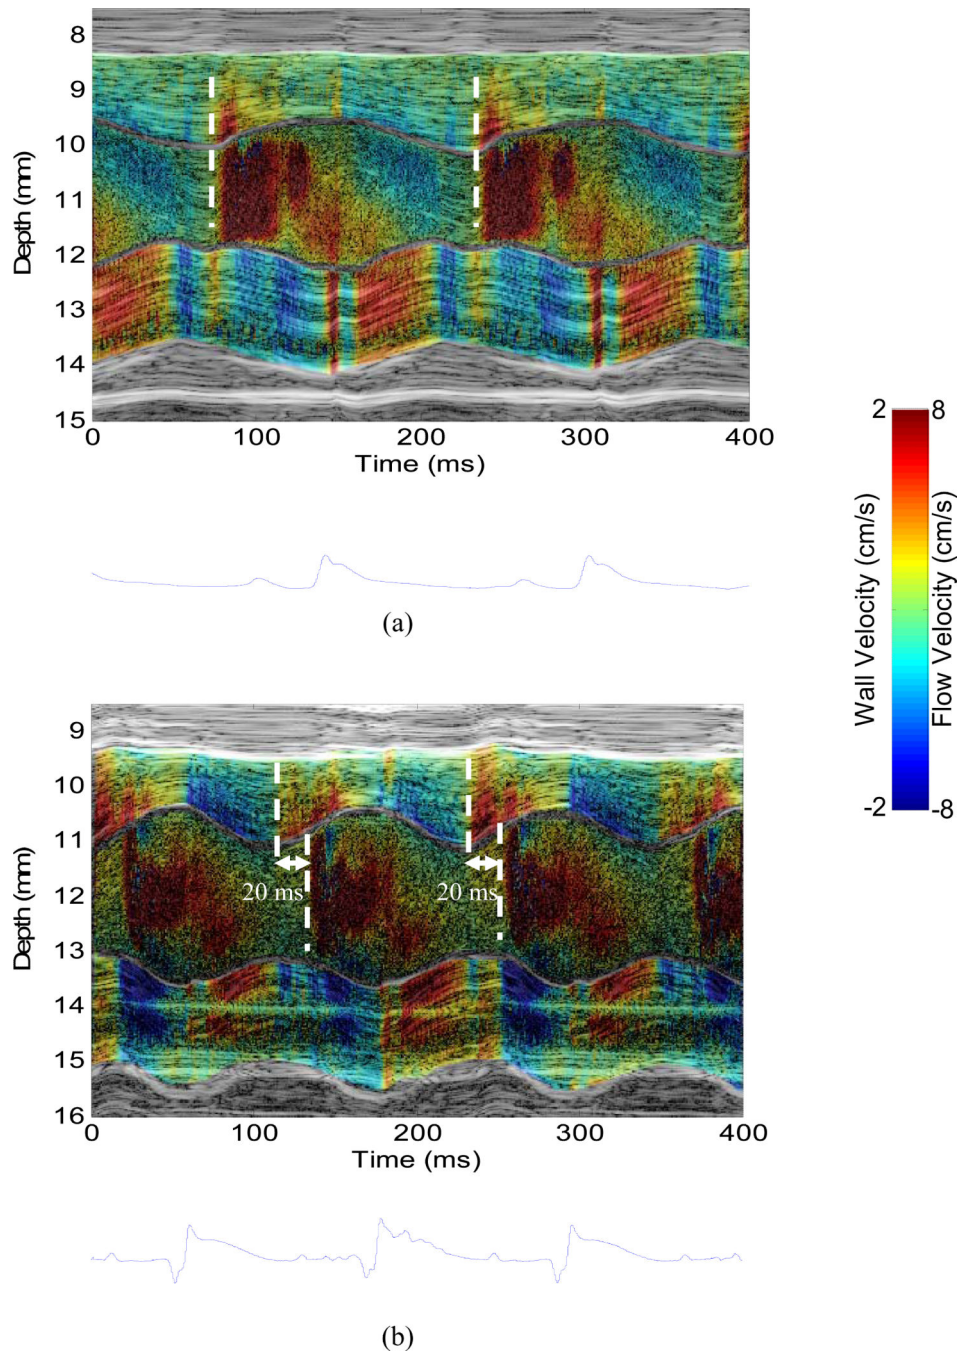 8
9
10
11
12
13
14
15
Depth (mm)
0 100 200 300 400
Time (ms)
(a)
2 8
-2 -8
Wall Velocity (cm/s)
Flow Velocity (cm/s)
9
10
11
12
13
14
15
16
Depth (mm)
20 ms 20 ms
0 100 200 300 400
Time (ms)
(b)